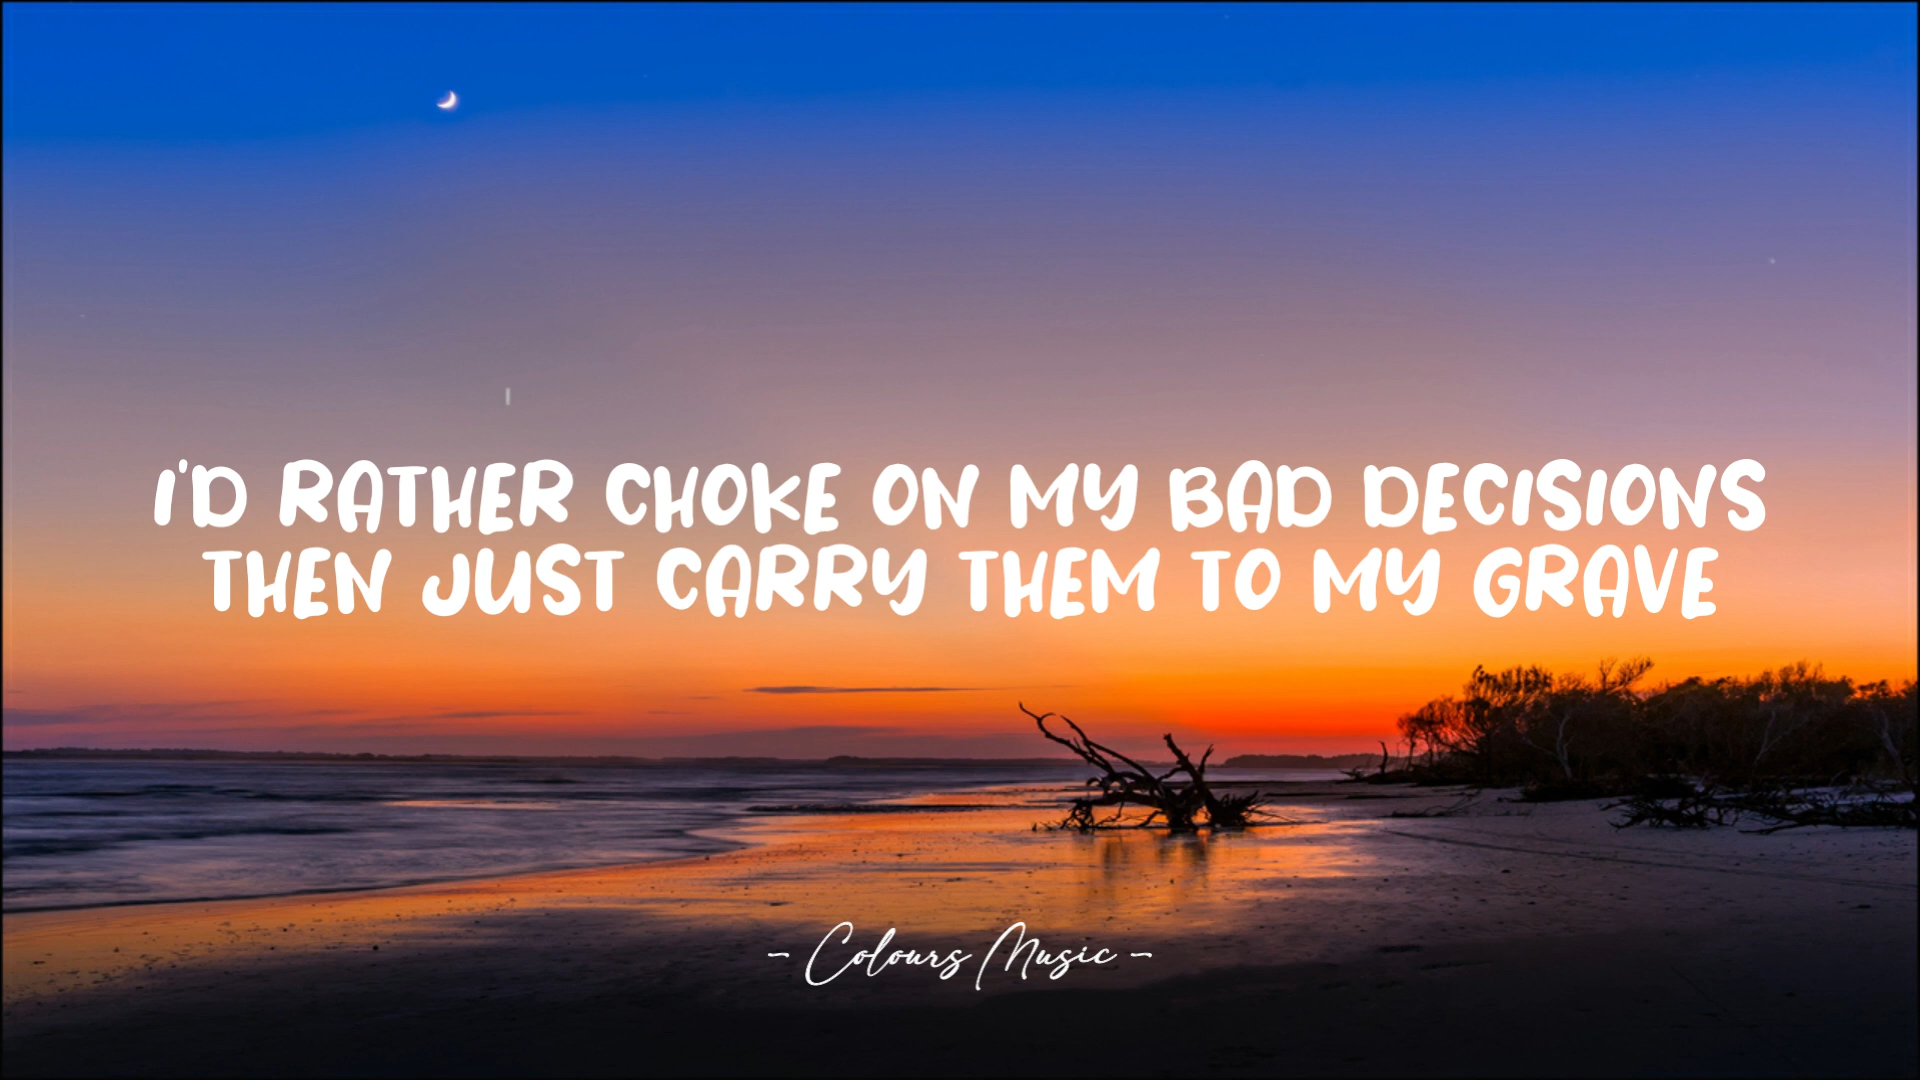 I'D RATHER CHOKE ON MY BAD DECISIONS
THEN JUST CARRY THEM TO MY GRAVE
- Colours Music -